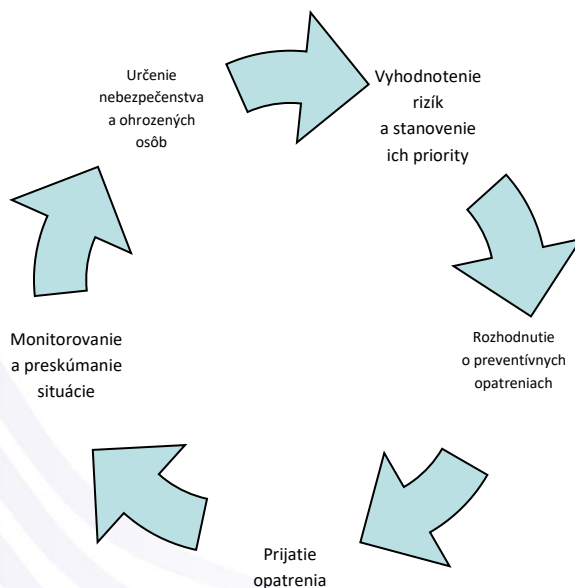 Určenie
nebezpečenstva
a ohrozených
osôb
Vyhodnotenie
rizík
a stanovenie
ich priority
Rozhodnutie
o preventívnych
opatreniach
Prijatie
opatrenia
Monitorovanie
a preskúmanie
situácie